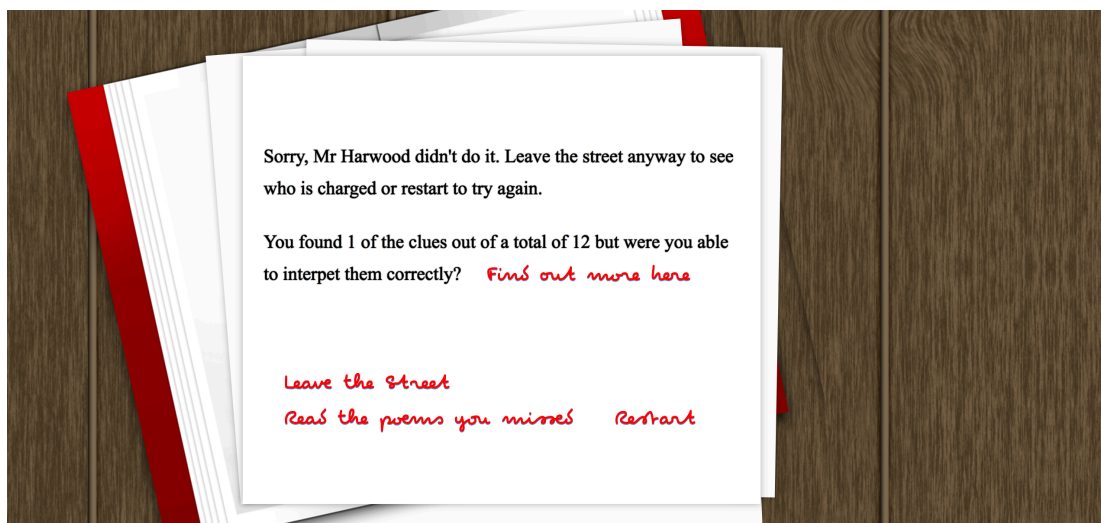 Sorry, Mr Harwood didn't do it. Leave the street anyway to see
who is charged or restart to try again.
You found 1 of the clues out of a total of 12 but were you able
to interpet them correctly? Find out more here
Leave the Street
Read the poems you missed Restart